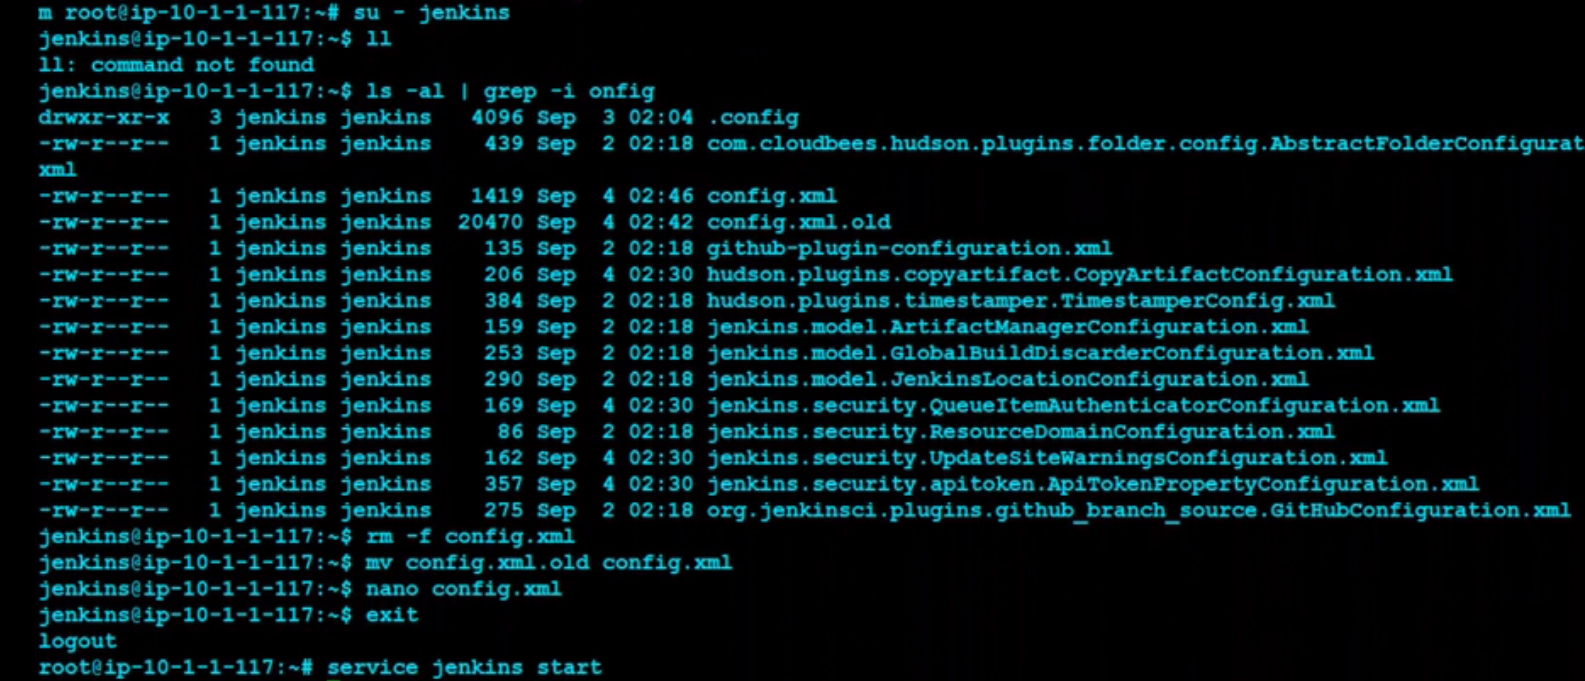 m root@ip-10-1-1-117:~# su - jenkins
jenkins@ip-10-1-1-117:~$ ll
ll: command not found
jenkins@ip-10-1-1-117:~$ ls -al | grep -i onfig
drwxr-xr-x   3 jenkins jenkins   4096 Sep  3 02:04 .config
-rw-r--r--   1 jenkins jenkins    439 Sep  2 02:18 com.cloudbees.hudson.plugins.folder.config.AbstractFolderConfigurat
xml
-rw-r--r--   1 jenkins jenkins   1419 Sep  4 02:46 config.xml
-rw-r--r--   1 jenkins jenkins  20470 Sep  4 02:42 config.xml.old
-rw-r--r--   1 jenkins jenkins    135 Sep  2 02:18 github-plugin-configuration.xml
-rw-r--r--   1 jenkins jenkins    206 Sep  4 02:30 hudson.plugins.copyartifact.CopyArtifactConfiguration.xml
-rw-r--r--   1 jenkins jenkins    384 Sep  2 02:18 hudson.plugins.timestamper.TimestamperConfig.xml
-rw-r--r--   1 jenkins jenkins    159 Sep  2 02:18 jenkins.model.ArtifactManagerConfiguration.xml
-rw-r--r--   1 jenkins jenkins    253 Sep  2 02:18 jenkins.model.GlobalBuildDiscarderConfiguration.xml
-rw-r--r--   1 jenkins jenkins    290 Sep  2 02:18 jenkins.model.JenkinsLocationConfiguration.xml
-rw-r--r--   1 jenkins jenkins    169 Sep  4 02:30 jenkins.security.QueueItemAuthenticatorConfiguration.xml
-rw-r--r--   1 jenkins jenkins     86 Sep  2 02:18 jenkins.security.ResourceDomainConfiguration.xml
-rw-r--r--   1 jenkins jenkins    162 Sep  4 02:30 jenkins.security.UpdateSiteWarningsConfiguration.xml
-rw-r--r--   1 jenkins jenkins    357 Sep  4 02:30 jenkins.security.apitoken.ApiTokenPropertyConfiguration.xml
-rw-r--r--   1 jenkins jenkins    275 Sep  2 02:18 org.jenkinsci.plugins.github_branch_source.GitHubConfiguration.xml
jenkins@ip-10-1-1-117:~$ rm -f config.xml
jenkins@ip-10-1-1-117:~$ mv config.xml.old config.xml
jenkins@ip-10-1-1-117:~$ nano config.xml
jenkins@ip-10-1-1-117:~$ exit
logout
root@ip-10-1-1-117:~# service jenkins start